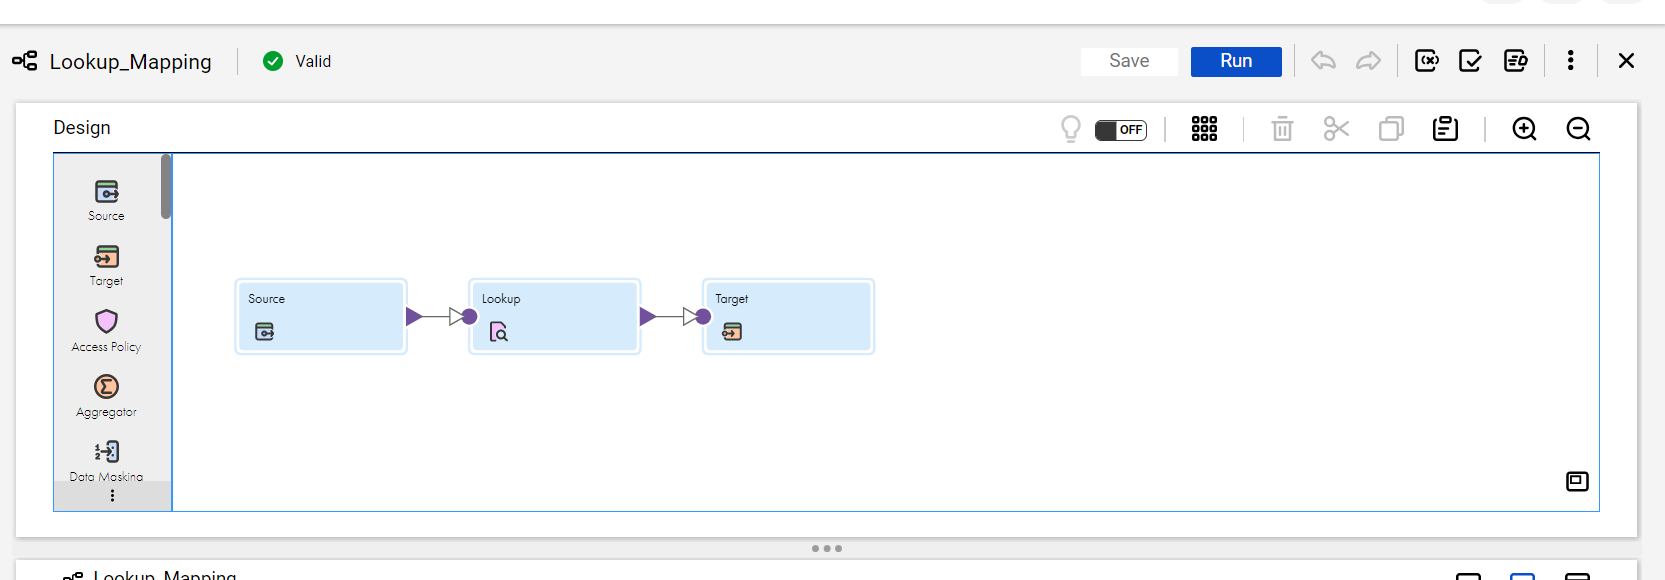 Lookup_Mapping
Valid
Save
Run
Design
OFF
Source
Target
Access Policy
Aggregator
Data Masking
Source
Lookup
Target
Lookup_Mapping